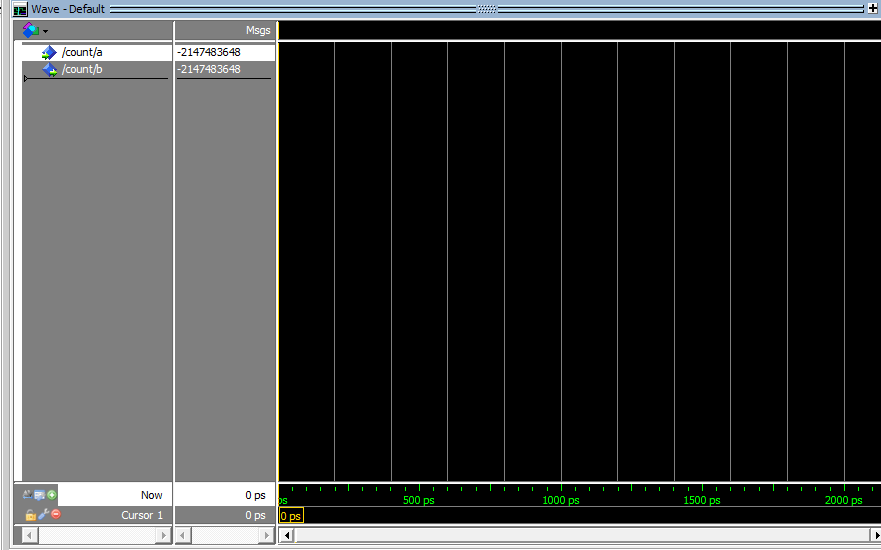 Wave - Default
Msgs
/count/a -2147483648
/count/b -2147483648
Now 0 ps
ps 500 ps 1000 ps 1500 ps 2000 ps
Cursor 1 0 ps 0 ps